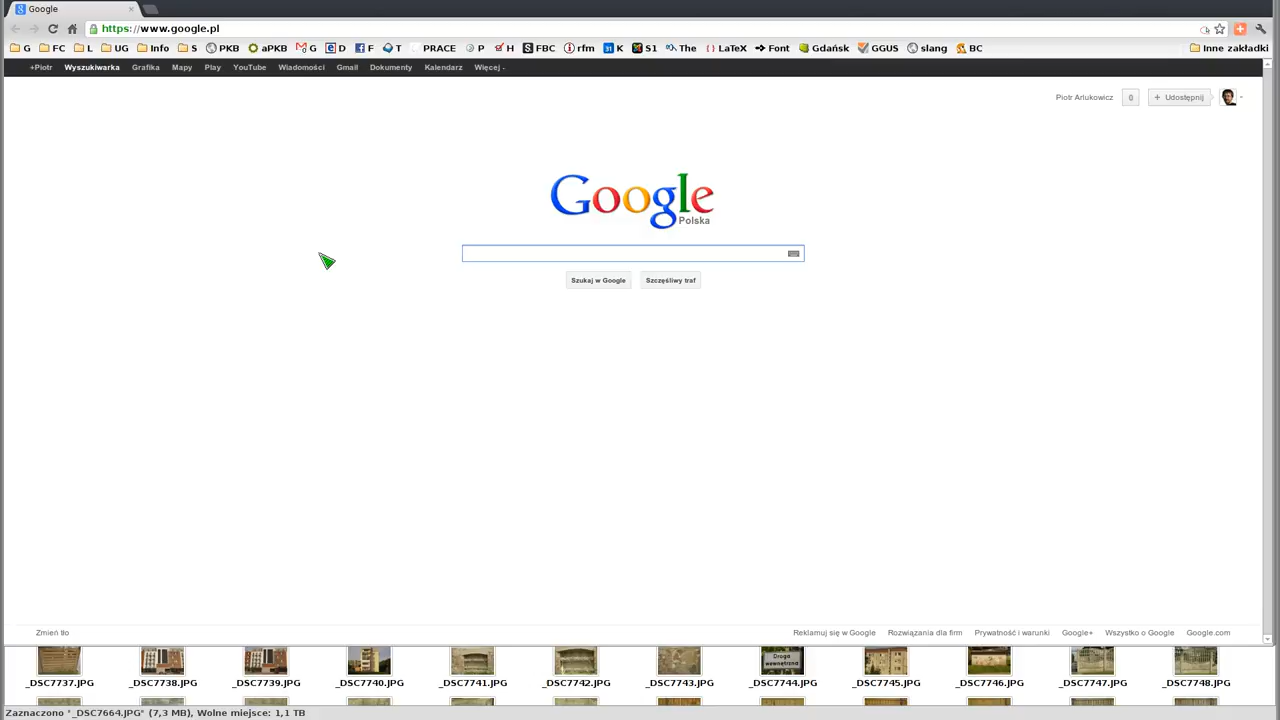 Google
https://www.google.pl
G FC L UG Info S PKB aPKB G D F T PRACE P H FBC rfm K S1 The LaTeX Font Gdańsk GGUS slang BC Inne zakładki
+Piotr Wyszukiwarka Grafika Mapy Play YouTube Wiadomości Gmail Dokumenty Kalendarz Więcej
Piotr Arlukowicz 0 + Udostępnij
Google
Polska
Szukaj w Google Szczęśliwy traf
Zmień tło Reklamuj się w Google Rozwiązania dla firm Prywatność i warunki Google+ Wszystko o Google Google.com
Droga
wewnętrzna
_DSC7737.JPG _DSC7738.JPG _DSC7739.JPG _DSC7740.JPG _DSC7741.JPG _DSC7742.JPG _DSC7743.JPG _DSC7744.JPG _DSC7745.JPG _DSC7746.JPG _DSC7747.JPG _DSC7748.JPG
Zaznaczono "_DSC7664.JPG" (7,3 MB), Wolne miejsce: 1,1 TB